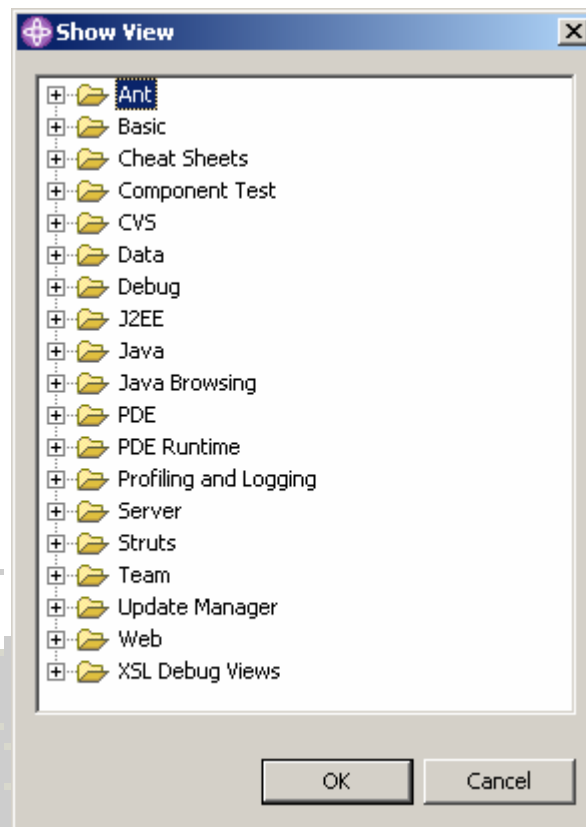 Show View
Ant
Basic
Cheat Sheets
Component Test
CVS
Data
Debug
J2EE
Java
Java Browsing
PDE
PDE Runtime
Profiling and Logging
Server
Struts
Team
Update Manager
Web
XSL Debug Views
OK Cancel